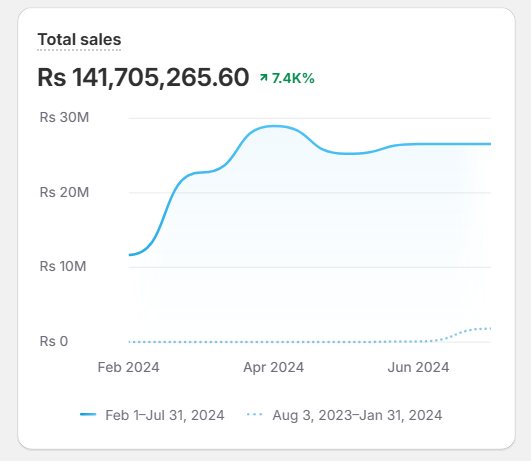 Total sales
Rs 141,705,265.60 ↗ 7.4K%
Rs 30M
Rs 20M
Rs 10M
Rs 0
Feb 2024 Apr 2024 Jun 2024
Feb 1–Jul 31, 2024 Aug 3, 2023–Jan 31, 2024